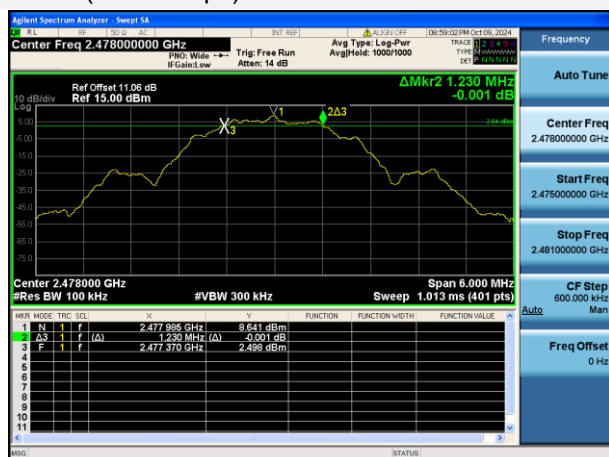 Agilent Spectrum Analyzer - Swept SA
RL RF 50 Ω AC INT REF ALIGN OFF 08:59:02 PM Oct 09, 2024
Center Freq 2.478000000 GHz
PNO: Wide
IFGain:Low
Trig: Free Run
Atten: 14 dB
Avg Type: Log-Pwr
Avg|Hold: 1000/1000
TRACE 1 2 3 4 5 6
TYPE M
DET P N N N N N
Ref Offset 11.06 dB
Ref 15.00 dBm
ΔMkr2 1.230 MHz
-0.001 dB
10 dB/div
Log
5.00
-5.00
-15.0
-25.0
-35.0
-45.0
-55.0
-65.0
-75.0
1
2Δ3
3
2.64 dBm
Center 2.478000 GHz
Span 6.000 MHz
#Res BW 100 kHz
#VBW 300 kHz
Sweep 1.013 ms (401 pts)
MKR MODE TRC SCL X Y FUNCTION FUNCTION WIDTH FUNCTION VALUE
1 N 1 f 2.477 985 GHz 8.641 dBm
2 Δ3 1 f (Δ) 1.230 MHz (Δ) -0.001 dB
3 F 1 f 2.477 370 GHz 2.498 dBm
4
5
6
7
8
9
10
11
MSG STATUS
Frequency
Auto Tune
Center Freq
2.478000000 GHz
Start Freq
2.475000000 GHz
Stop Freq
2.481000000 GHz
CF Step
600.000 kHz
Auto Man
Freq Offset
0 Hz